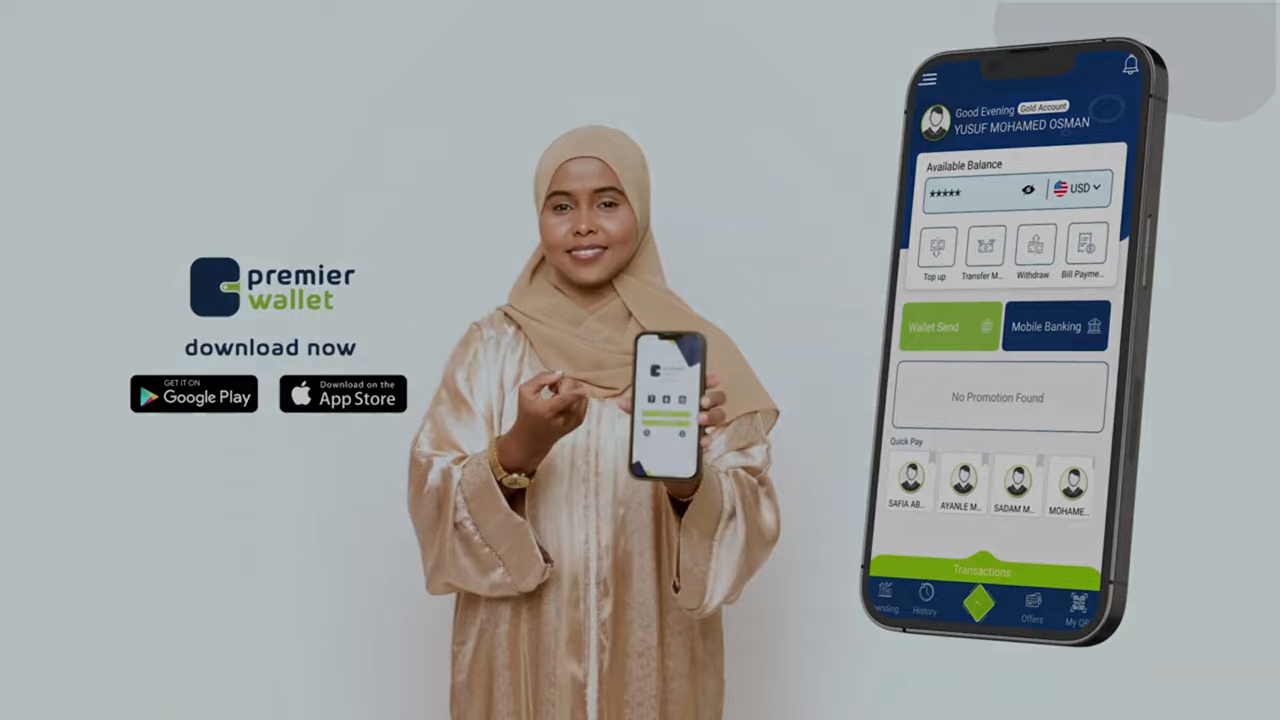 premier
wallet
download now
GET IT ON
Google Play
Download on the
App Store
Good Evening
Gold Account
YUSUF MOHAMED OSMAN
Available Balance
*****
USD
Top up
Transfer M...
Withdraw
Bill Payme...
Wallet Send
Mobile Banking
No Promotion Found
Quick Pay
SAFIA AB...
AYANLE M...
SADAM M...
MOHAME...
Transactions
History
Offers
My QR